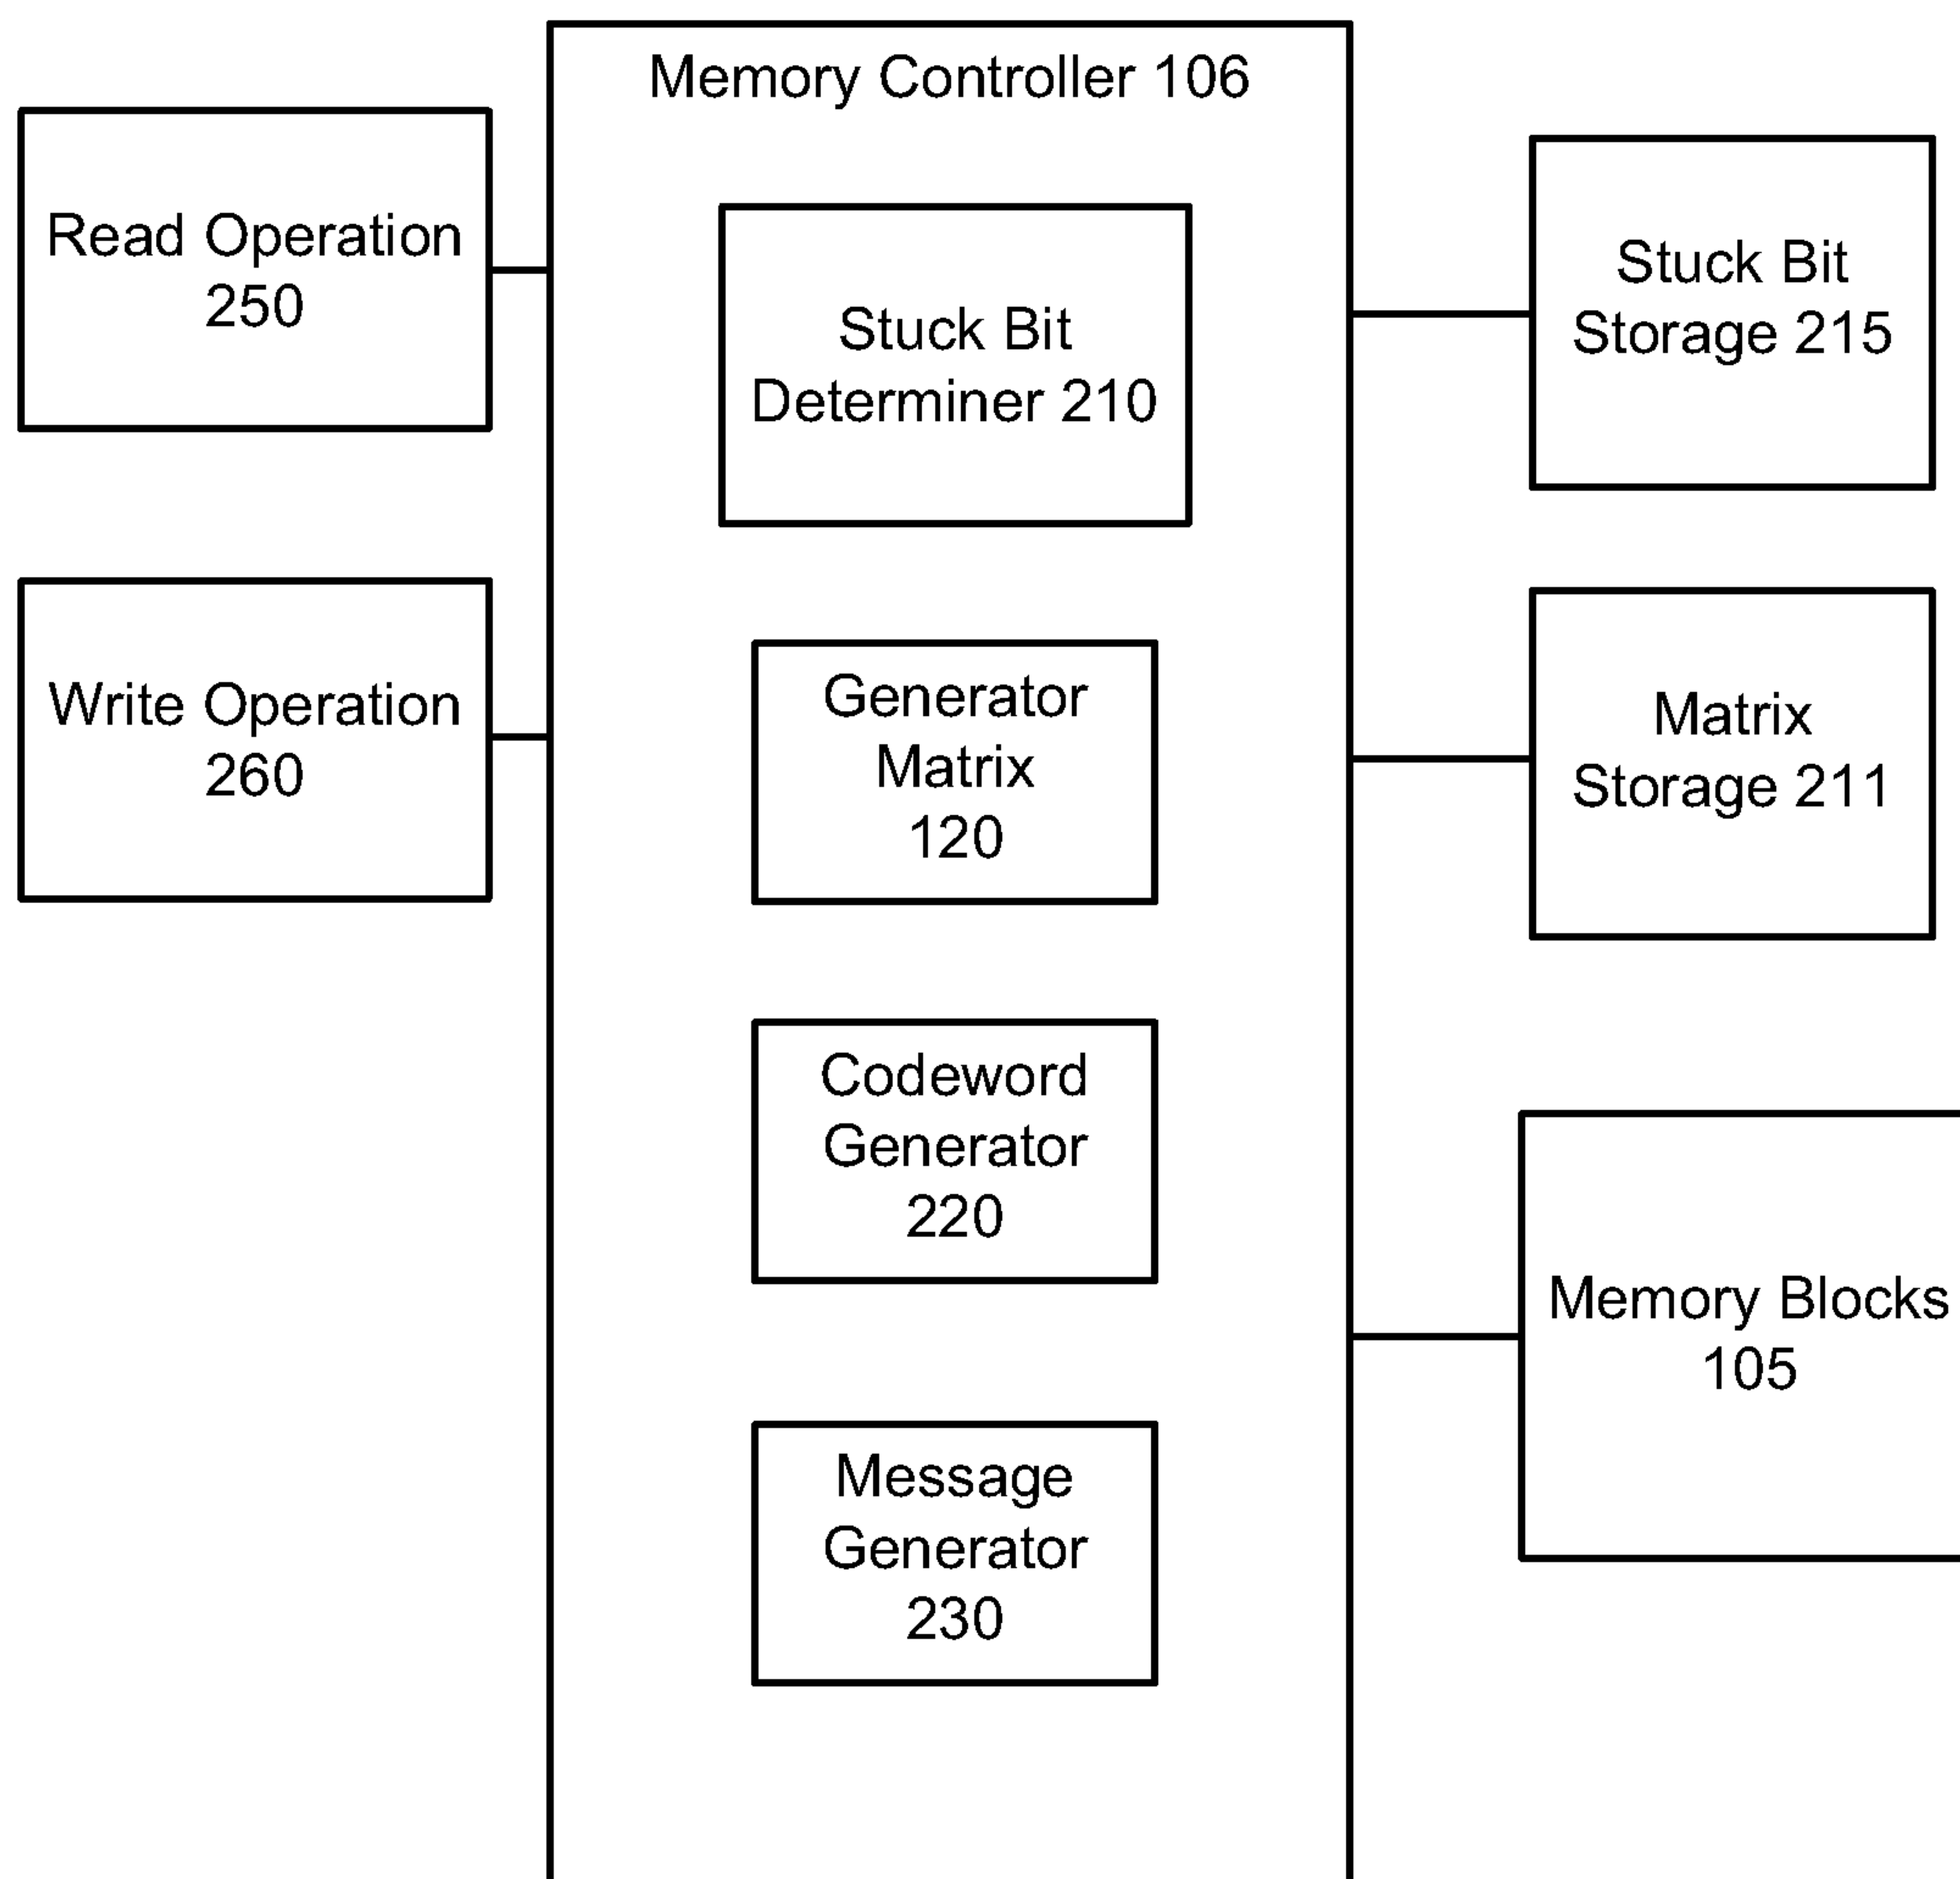 Memory Controller 106
Read Operation
250
Write Operation
260
Stuck Bit
Determiner 210
Generator
Matrix
120
Codeword
Generator
220
Message
Generator
230
Stuck Bit
Storage 215
Matrix
Storage 211
Memory Blocks
105